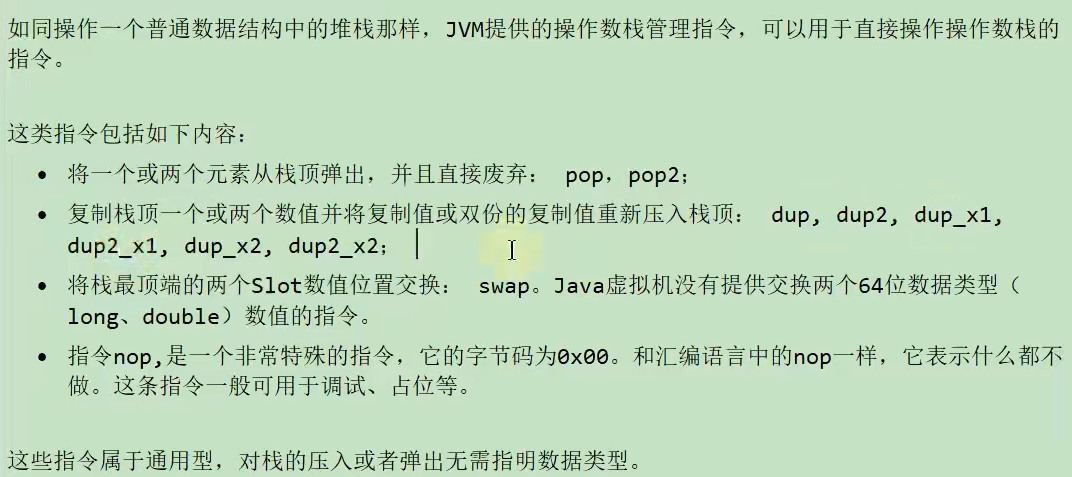 如同操作一个普通数据结构中的堆栈那样，JVM提供的操作数栈管理指令，可以用于直接操作操作数栈的
指令。
这类指令包括如下内容：
• 将一个或两个元素从栈顶弹出，并且直接废弃： pop，pop2；
• 复制栈顶一个或两个数值并将复制值或双份的复制值重新压入栈顶： dup, dup2, dup_x1,
dup2_x1, dup_x2, dup2_x2；
• 将栈最顶端的两个Slot数值位置交换： swap。Java虚拟机没有提供交换两个64位数据类型（
long、double）数值的指令。
• 指令nop,是一个非常特殊的指令，它的字节码为0x00。和汇编语言中的nop一样，它表示什么都不
做。这条指令一般可用于调试、占位等。
这些指令属于通用型，对栈的压入或者弹出无需指明数据类型。